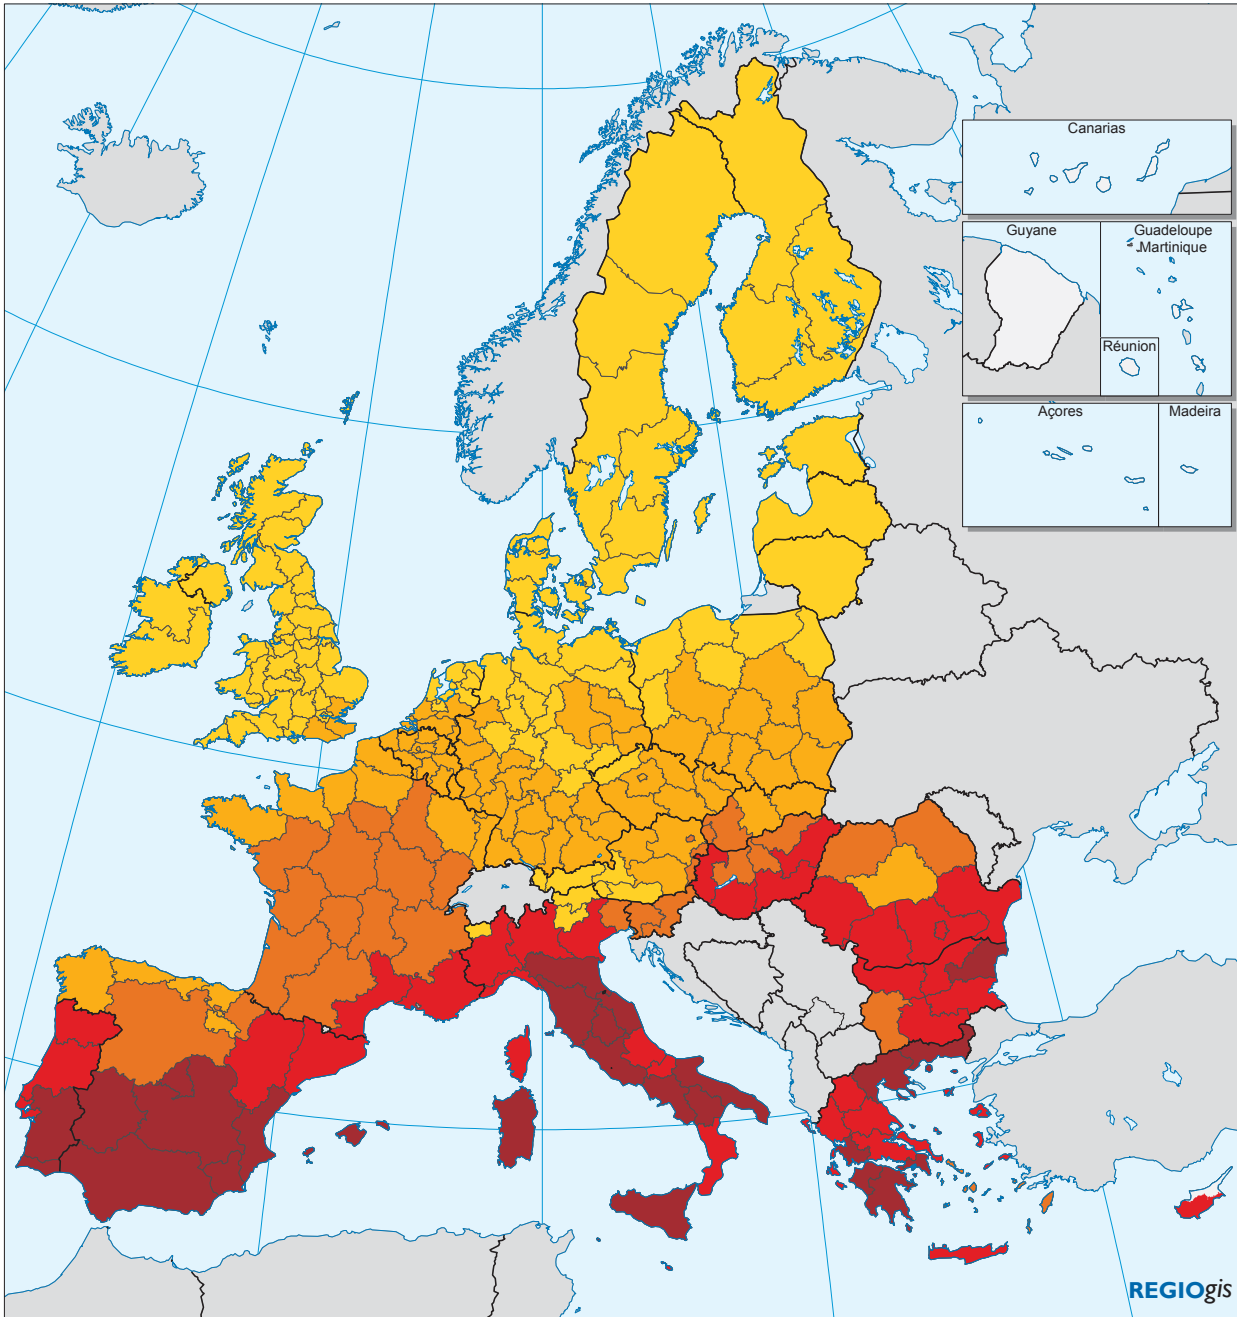 Canarias
Guyane
Guadeloupe
Martinique
Réunion
Açores
Madeira
REGIOgis